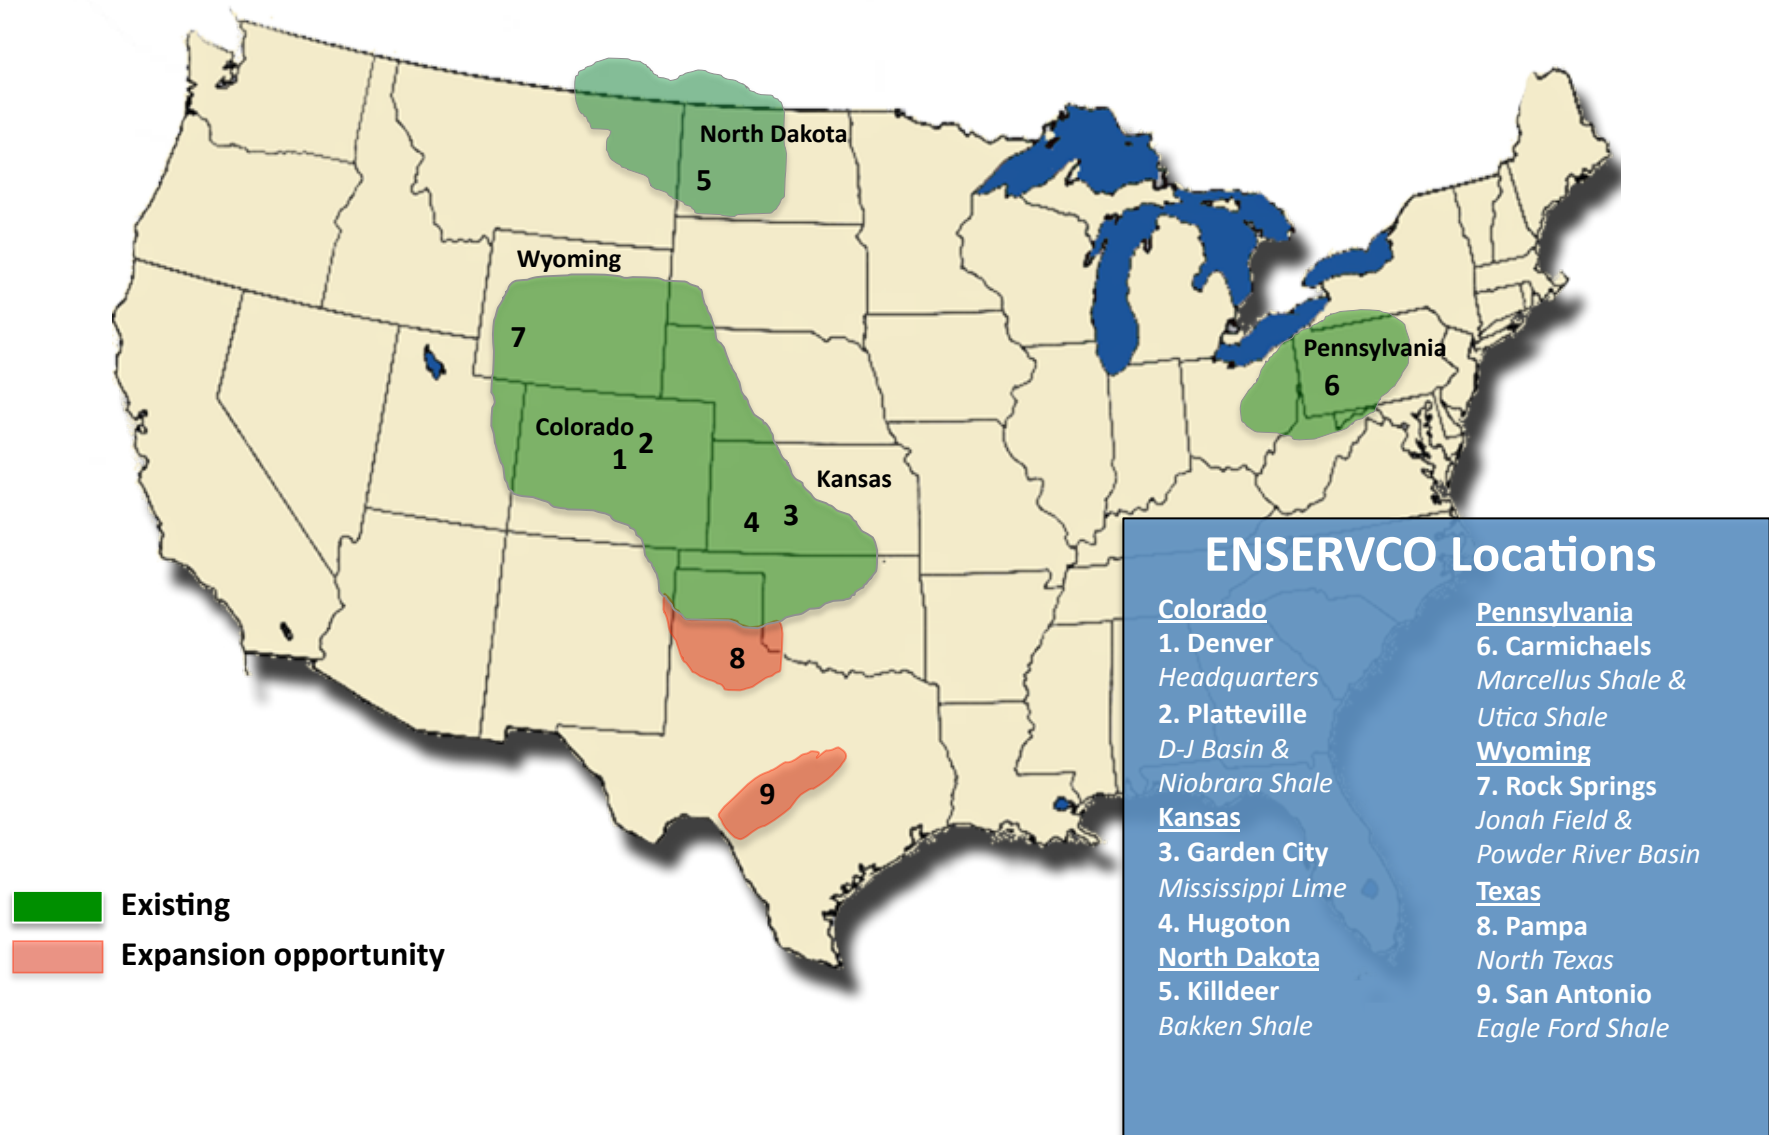 North Dakota
5
Wyoming
7
Pennsylvania
6
Colorado
2
1
Kansas
4
3
8
9
Existing
Expansion opportunity
ENSERVCO Locations
Colorado
1. Denver
Headquarters
2. Platteville
D-J Basin &
Niobrara Shale
Kansas
3. Garden City
Mississippi Lime
4. Hugoton
North Dakota
5. Killdeer
Bakken Shale
Pennsylvania
6. Carmichaels
Marcellus Shale &
Utica Shale
Wyoming
7. Rock Springs
Jonah Field &
Powder River Basin
Texas
8. Pampa
North Texas
9. San Antonio
Eagle Ford Shale